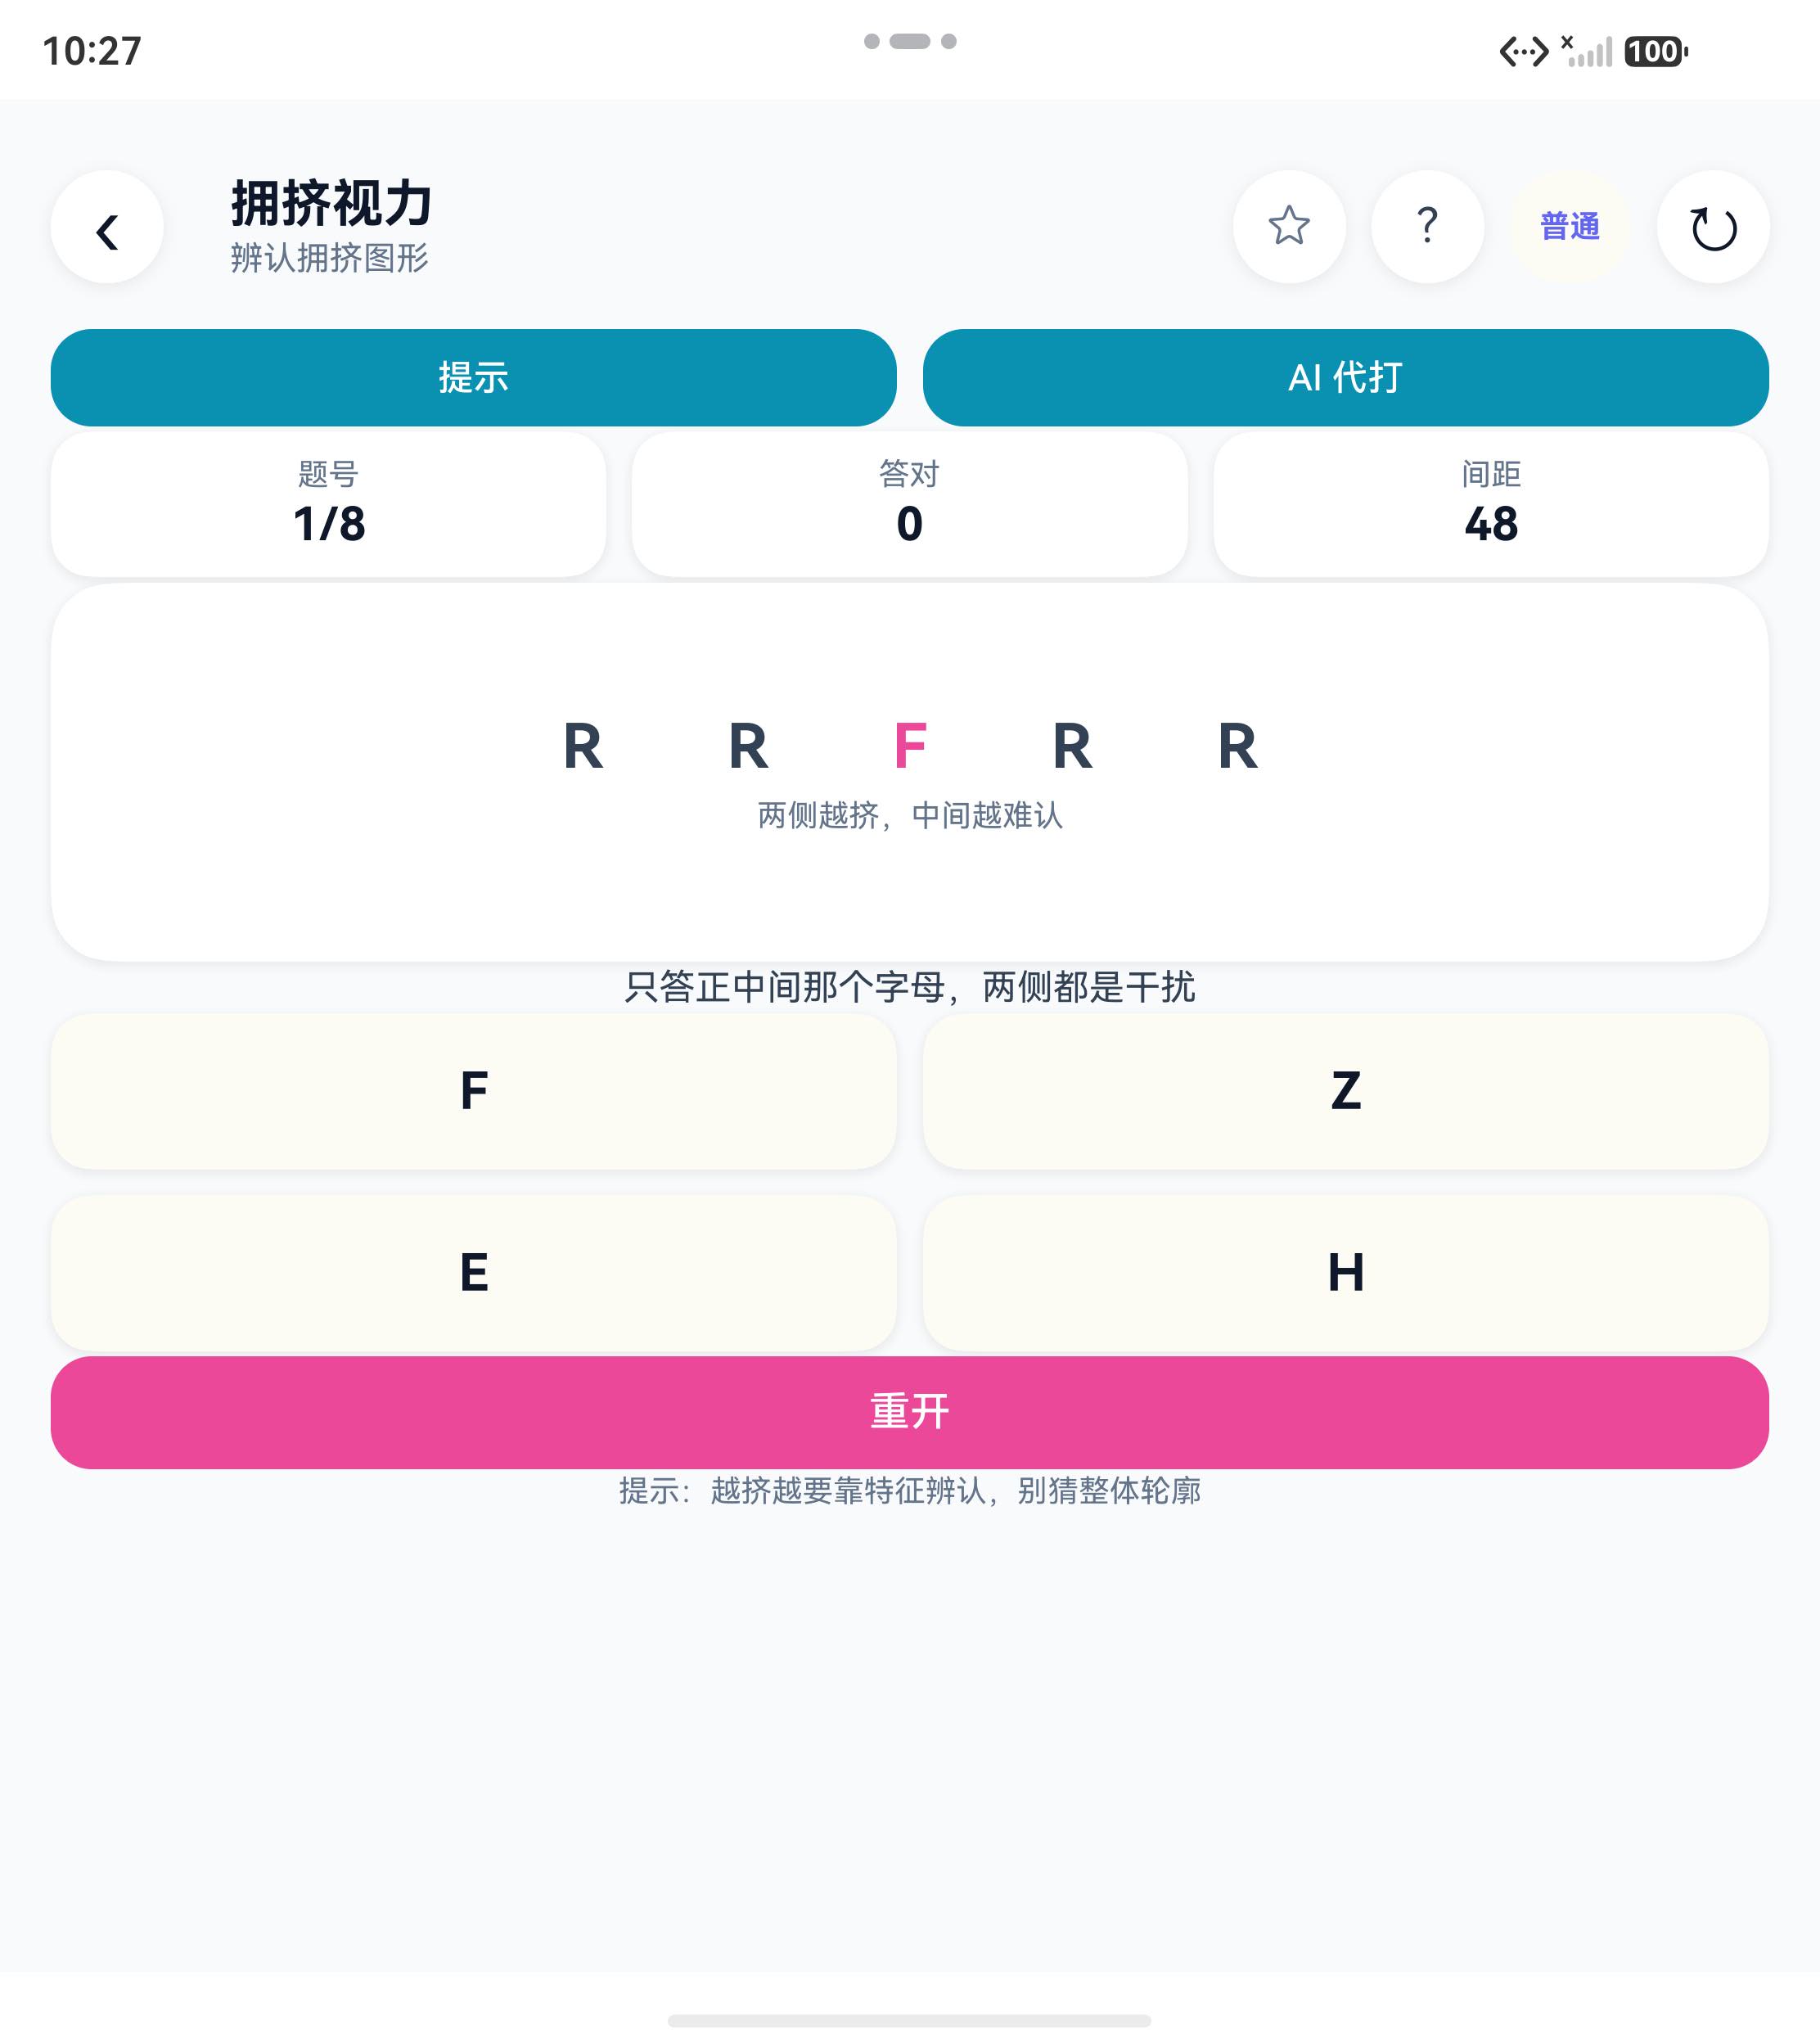 10:27
100
拥挤视力
辨认拥挤图形
?
普通
提示
AI 代打
题号
答对
间距
1/8
0
48
R R F R R
两侧越挤，中间越难认
只答正中间那个字母，两侧都是干扰
F
Z
E
H
重开
提示：越挤越要靠特征辨认，别猜整体轮廓